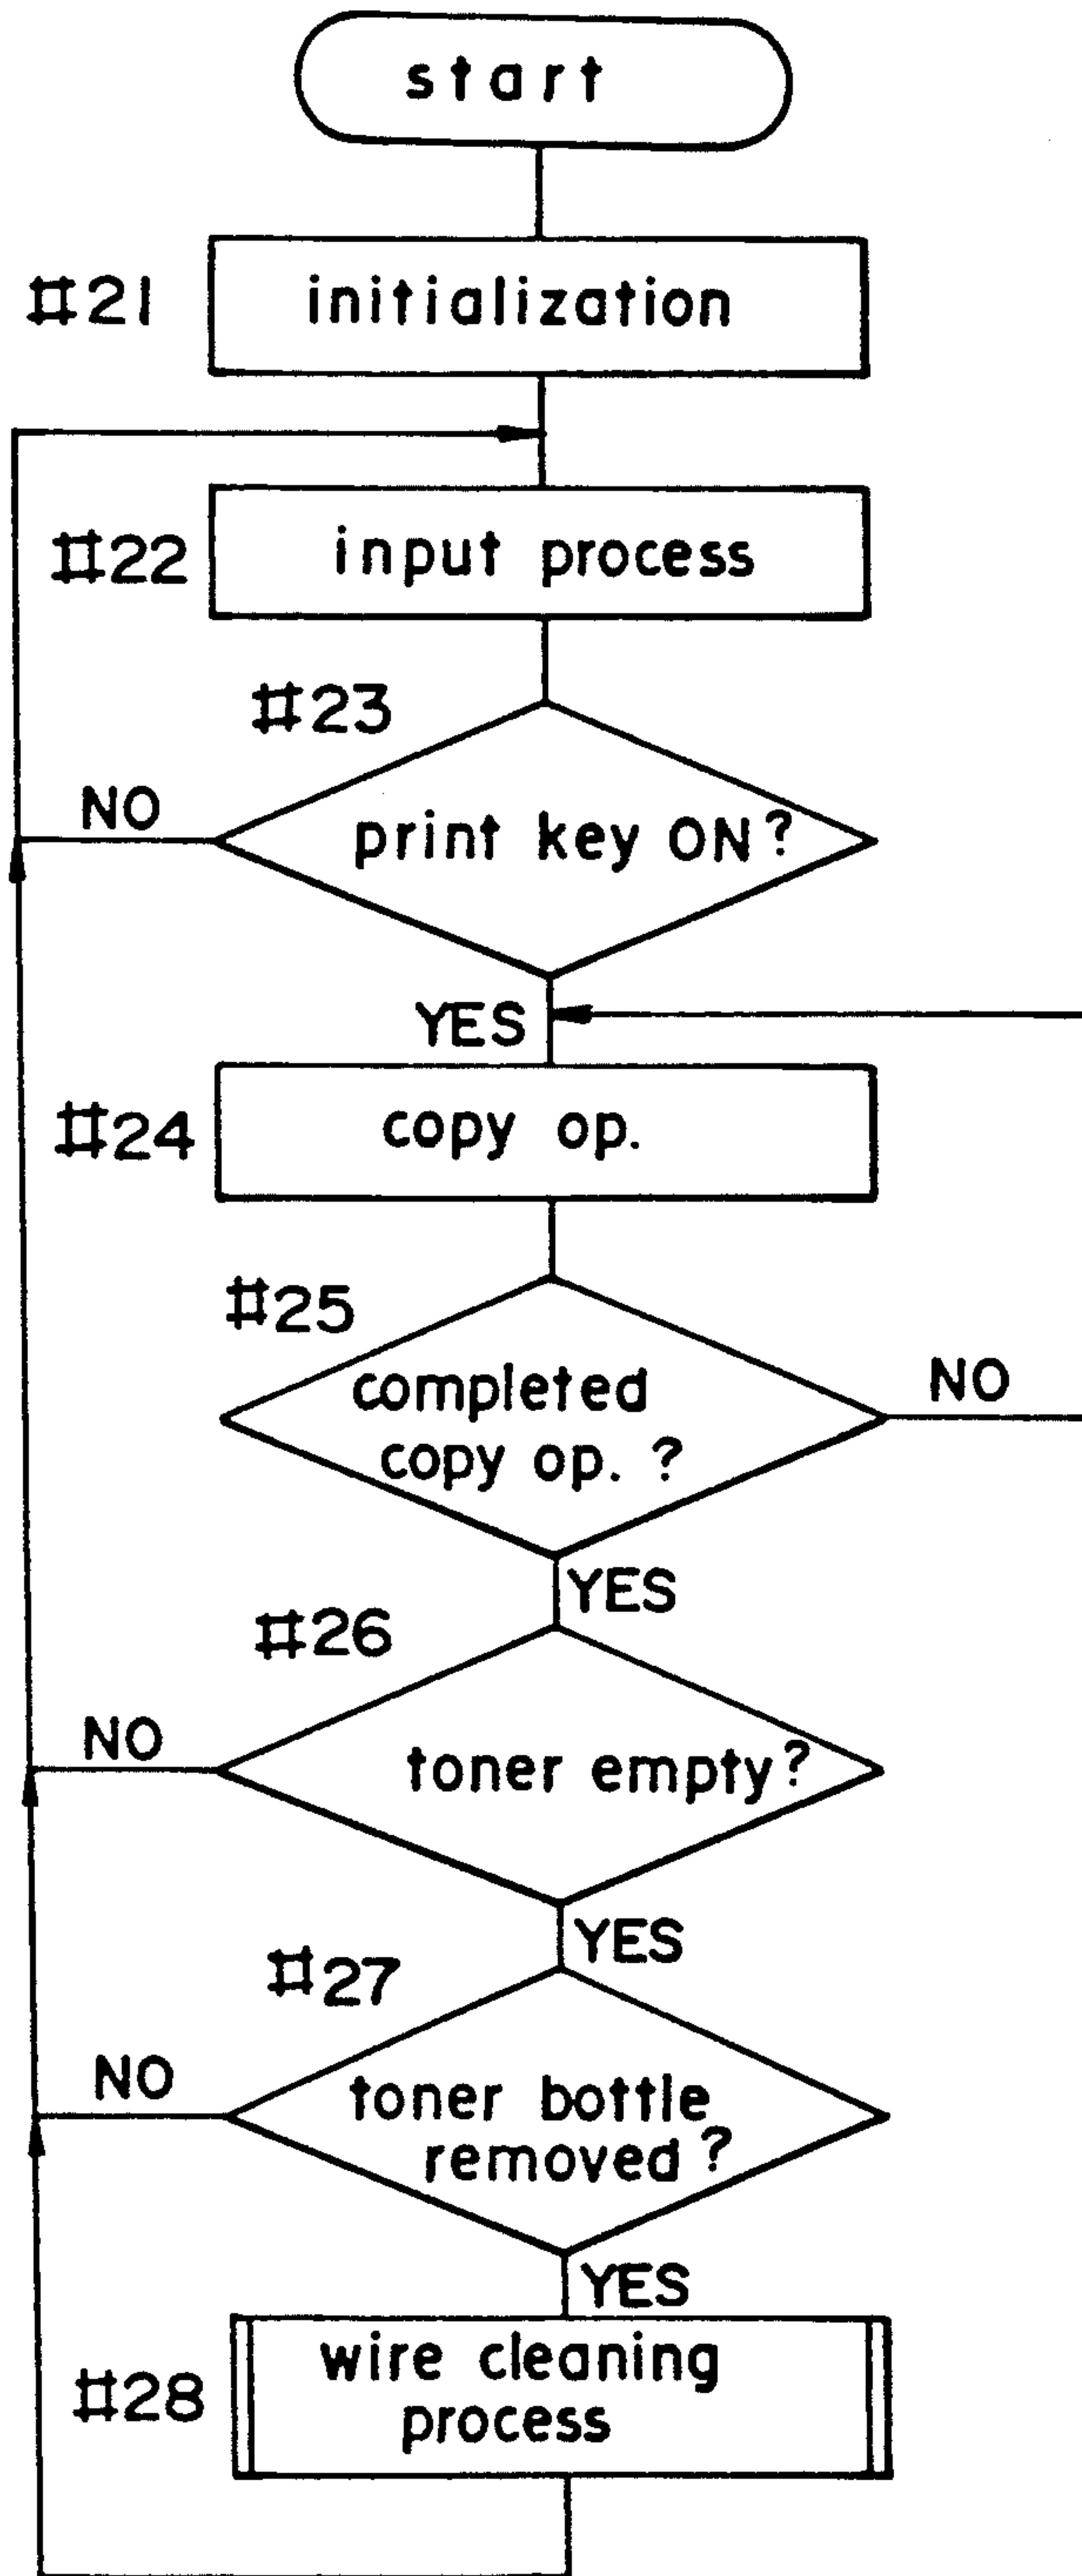 start
#21
initialization
#22
input process
#23
NO
print key ON?
YES
#24
copy op.
#25
completed
copy op. ?
NO
YES
#26
NO
toner empty?
YES
#27
NO
toner bottle
removed?
YES
#28
wire cleaning
process